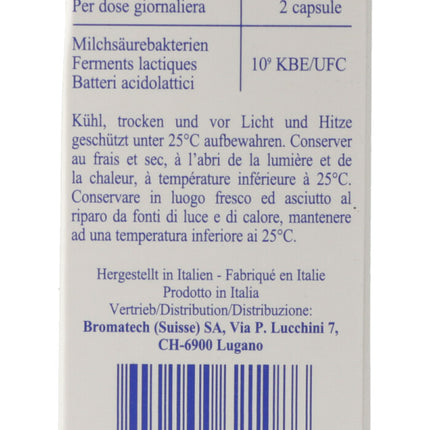 Per dose giornaliera 2 capsule
Milchsäurebakterien
Ferments lactiques 10⁹ KBE/UFC
Batteri acidolattici
Kühl, trocken und vor Licht und Hitze
geschützt unter 25°C aufbewahren. Conserver
au frais et sec, à l'abri de la lumière et de
la chaleur, à température inférieure à 25°C.
Conservare in luogo fresco ed asciutto al
riparo da fonti di luce e di calore, mantenere
ad una temperatura inferiore ai 25°C.
Hergestellt in Italien - Fabriqué en Italie
Prodotto in Italia
Vertrieb/Distribution/Distribuzione:
Bromatech (Suisse) SA, Via P. Lucchini 7,
CH-6900 Lugano